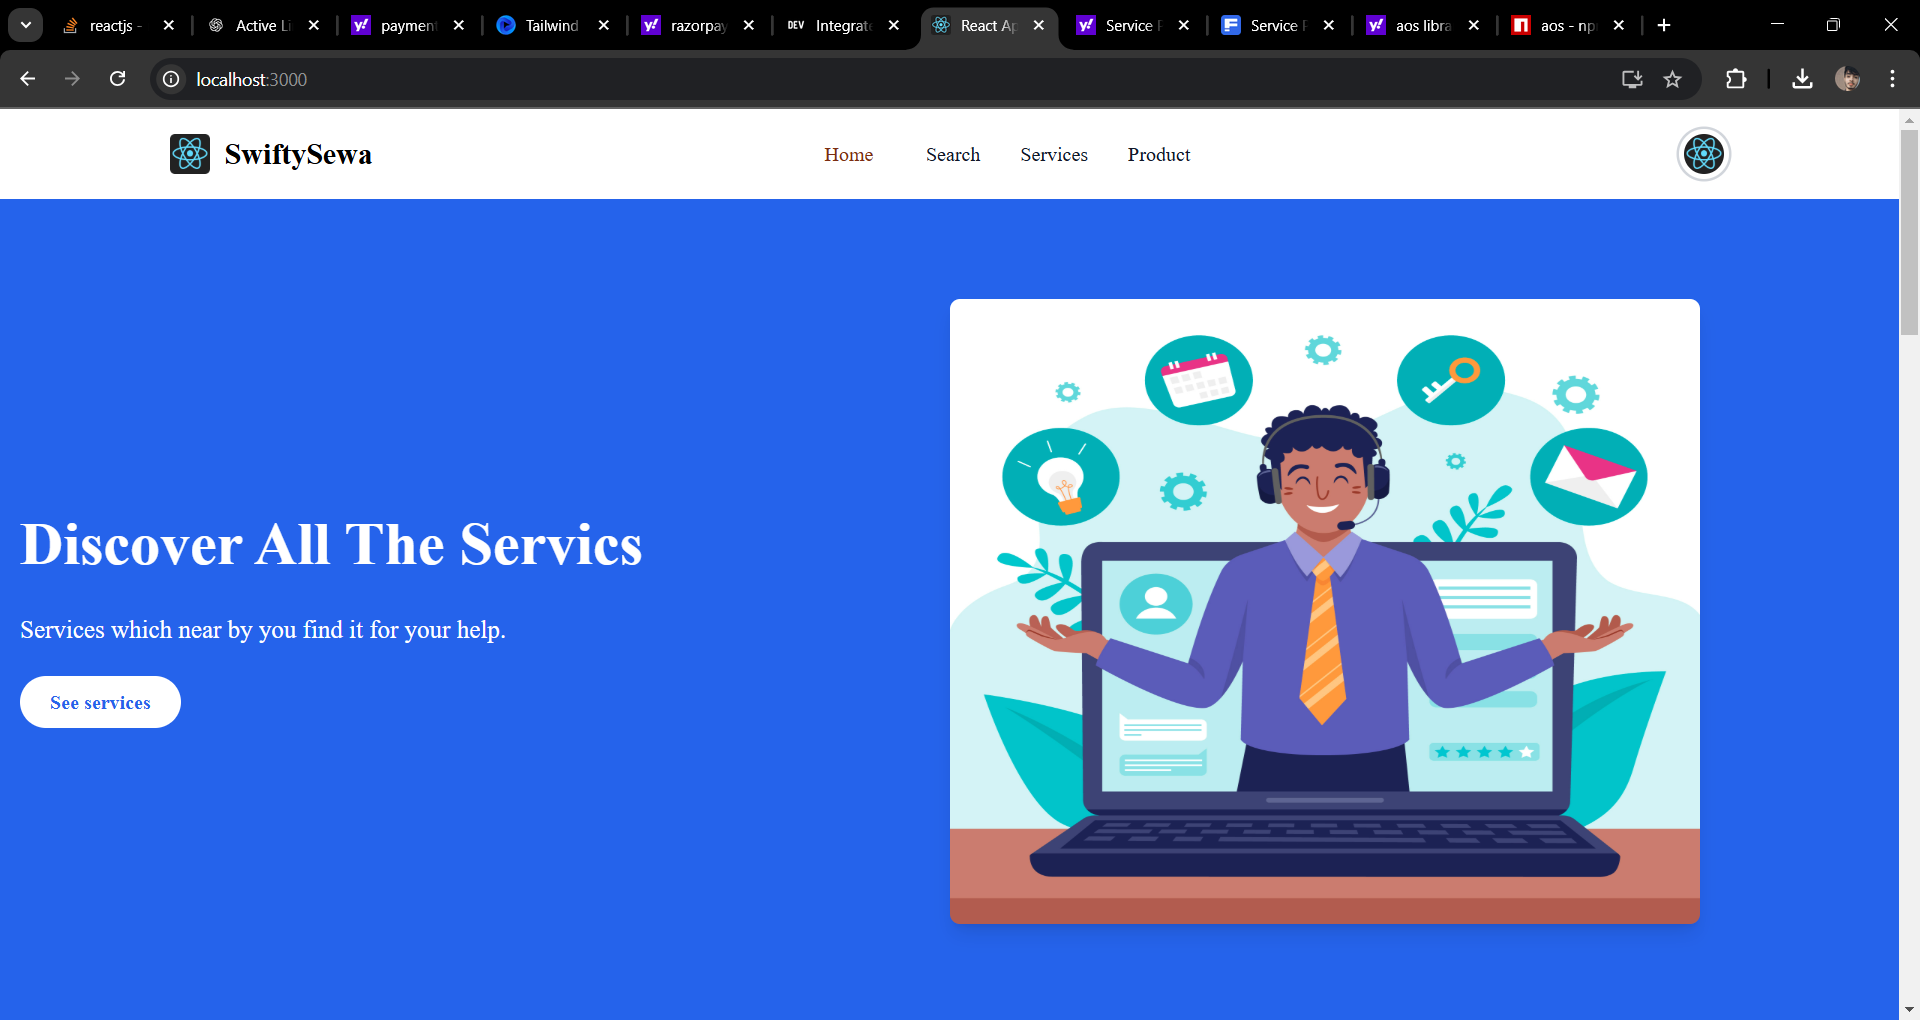 reactjs -
Active Li
payment
Tailwind
razorpay
DEV Integrate
React Ap
Service P
Service P
aos libra
aos - np
localhost:3000
SwiftySewa
Home Search Services Product
Discover All The Servics
Services which near by you find it for your help.
See services